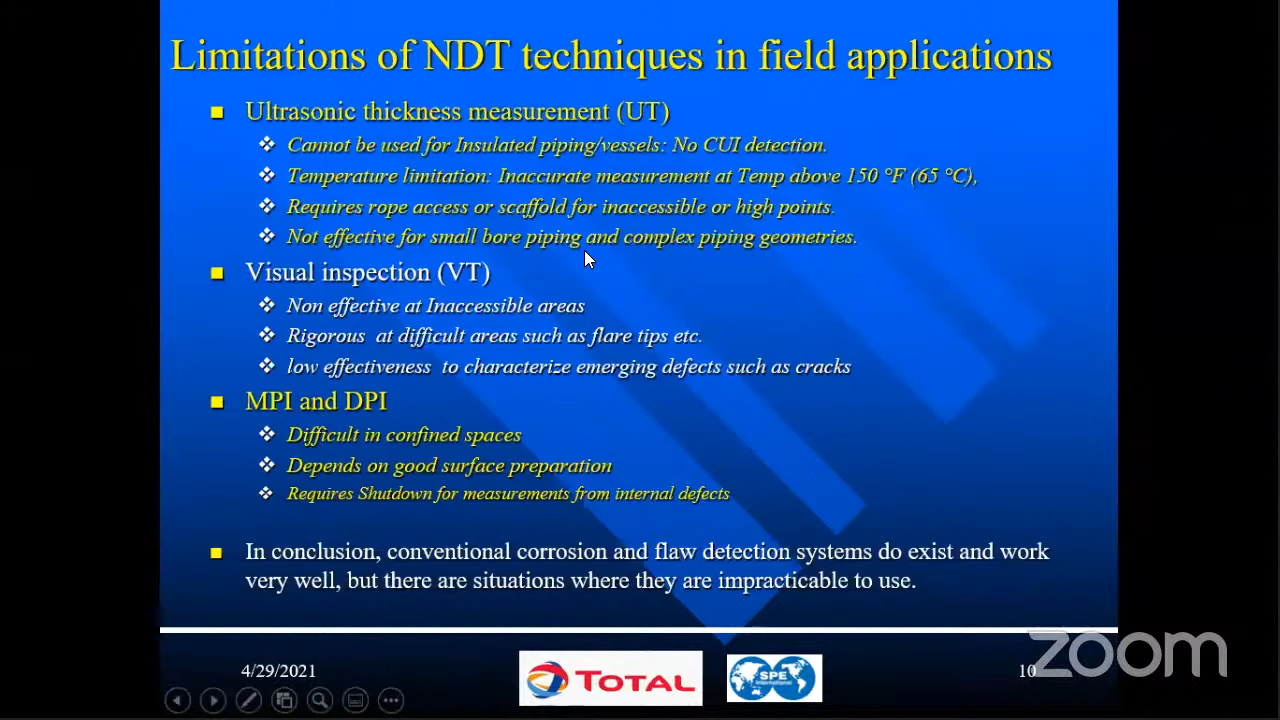 Limitations of NDT techniques in field applications
Ultrasonic thickness measurement (UT)
Cannot be used for Insulated piping/vessels: No CUI detection.
Temperature limitation: Inaccurate measurement at Temp above 150 °F (65 °C),
Requires rope access or scaffold for inaccessible or high points.
Not effective for small bore piping and complex piping geometries.
Visual inspection (VT)
Non effective at Inaccessible areas
Rigorous at difficult areas such as flare tips etc.
low effectiveness to characterize emerging defects such as cracks
MPI and DPI
Difficult in confined spaces
Depends on good surface preparation
Requires Shutdown for measurements from internal defects
In conclusion, conventional corrosion and flaw detection systems do exist and work
very well, but there are situations where they are impracticable to use.
4/29/2021
TOTAL
SPE
International
10
zoom